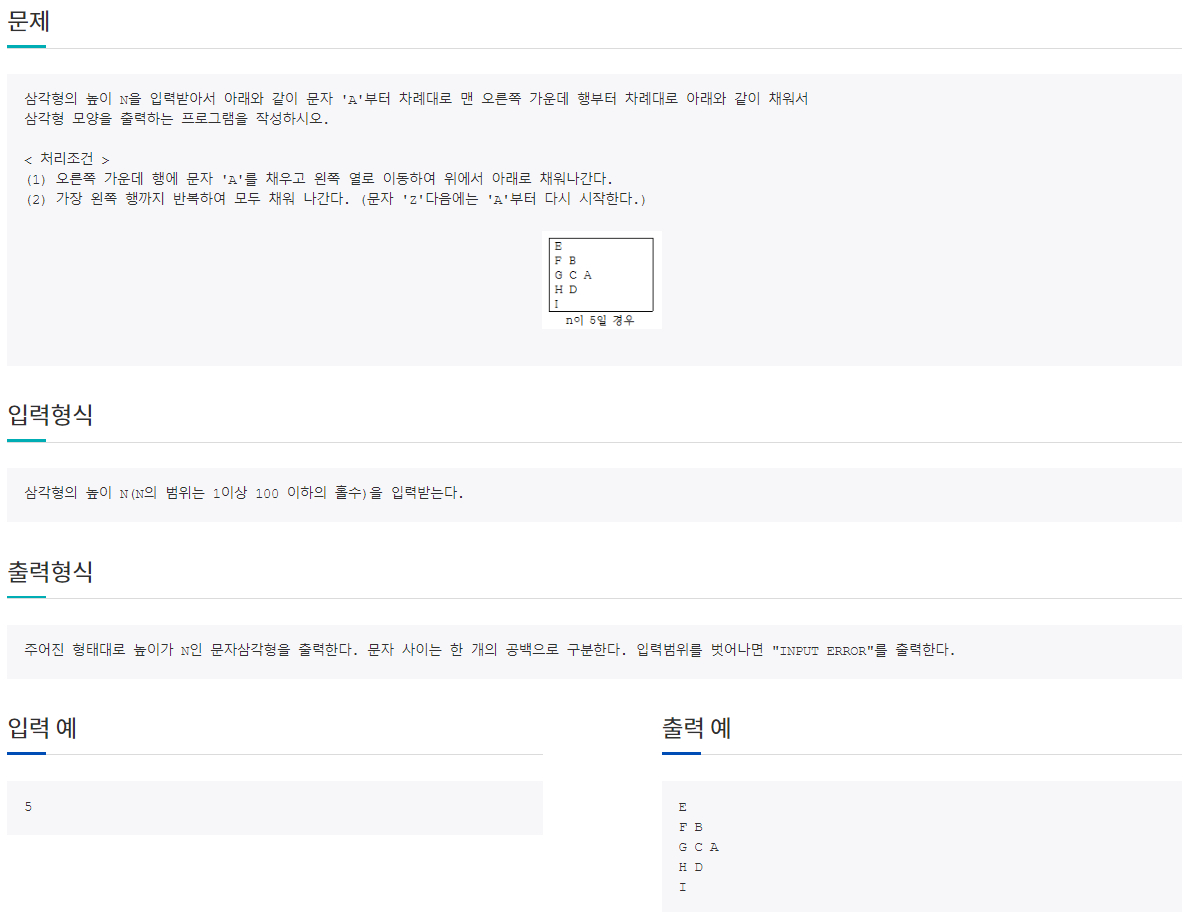 문제
삼각형의 높이 N을 입력받아서 아래와 같이 문자 'A'부터 차례대로 맨 오른쪽 가운데 행부터 차례대로 아래와 같이 채워서
삼각형 모양을 출력하는 프로그램을 작성하시오.
< 처리조건 >
(1) 오른쪽 가운데 행에 문자 'A'를 채우고 왼쪽 열로 이동하여 위에서 아래로 채워나간다.
(2) 가장 왼쪽 행까지 반복하여 모두 채워 나간다. (문자 'Z'다음에는 'A'부터 다시 시작한다.)
E
F B
G C A
H D
I
n이 5일 경우
입력형식
삼각형의 높이 N(N의 범위는 1이상 100 이하의 홀수)을 입력받는다.
출력형식
주어진 형태대로 높이가 N인 문자삼각형을 출력한다. 문자 사이는 한 개의 공백으로 구분한다. 입력범위를 벗어나면 "INPUT ERROR"를 출력한다.
입력 예
5
출력 예
E
F B
G C A
H D
I